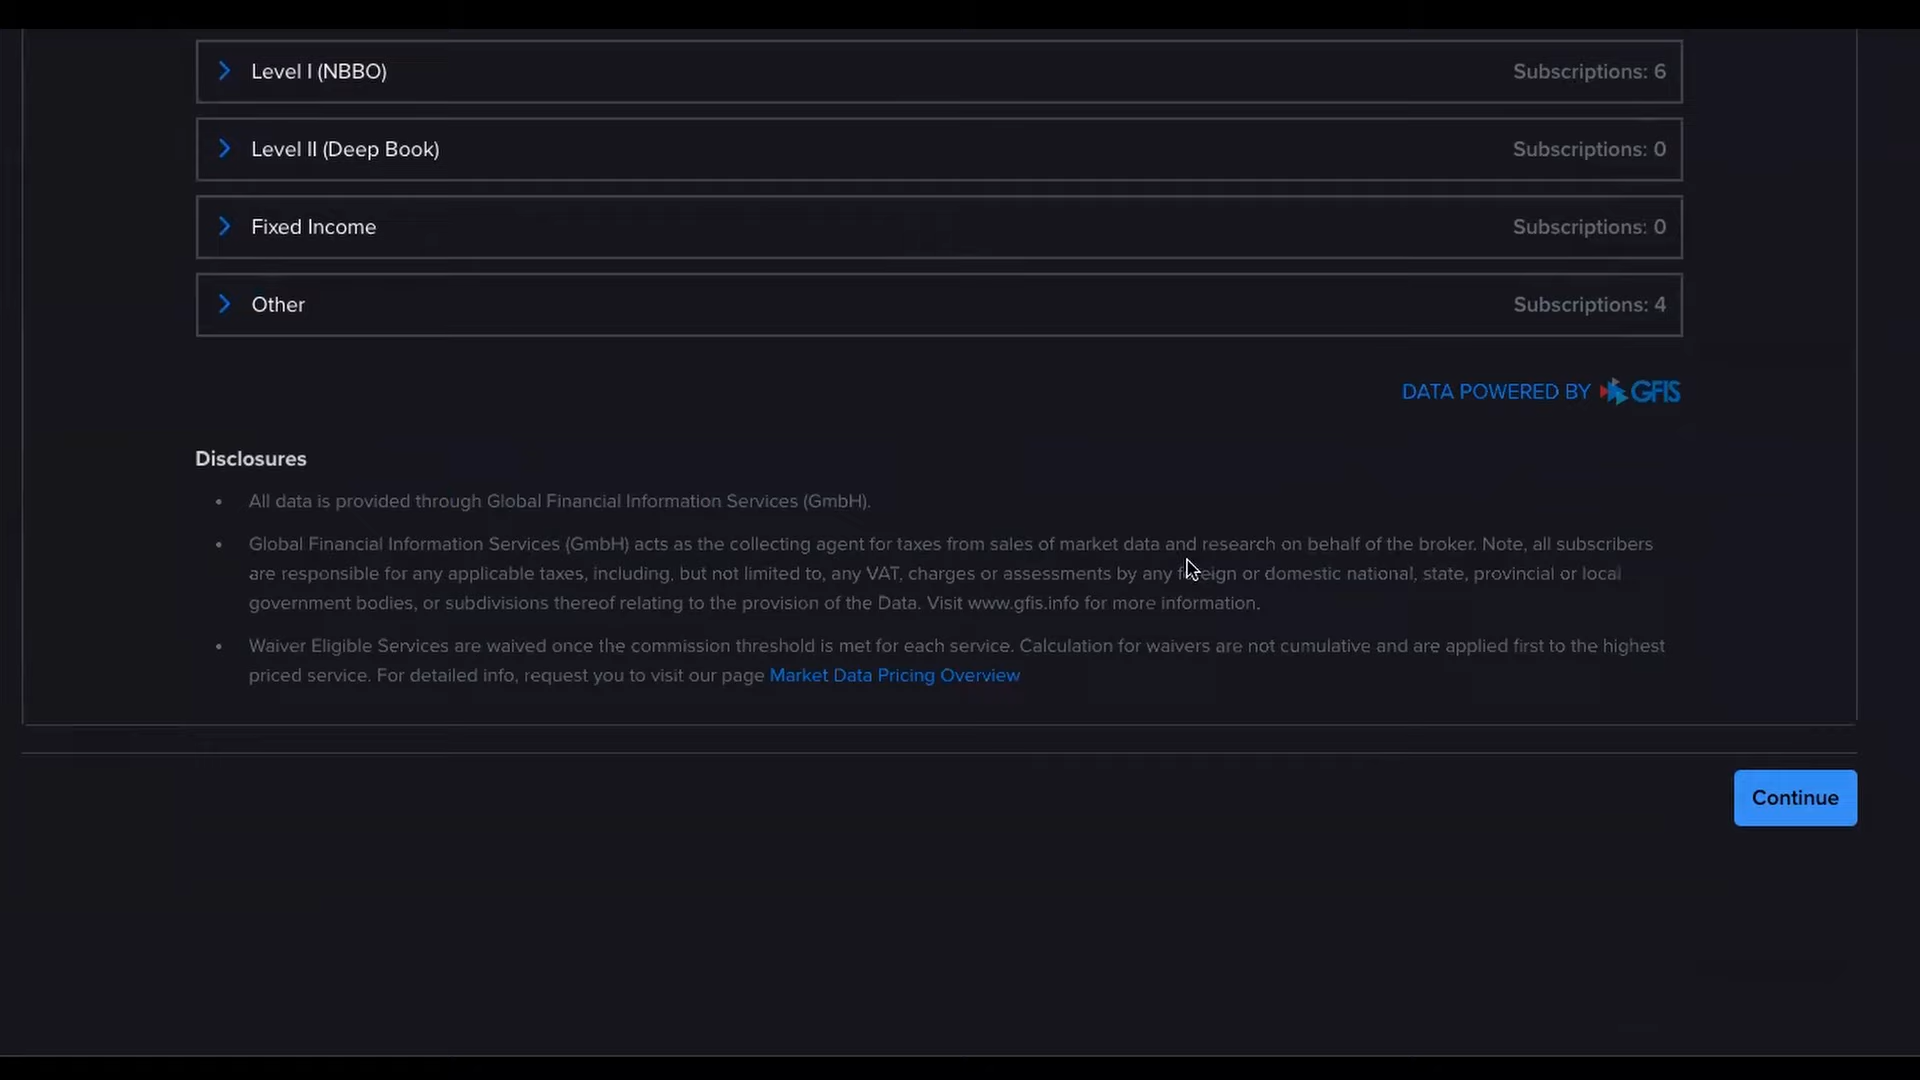 Level I (NBBO) Subscriptions: 6
Level II (Deep Book) Subscriptions: 0
Fixed Income Subscriptions: 0
Other Subscriptions: 4
DATA POWERED BY GFIS
Disclosures
• All data is provided through Global Financial Information Services (GmbH).
• Global Financial Information Services (GmbH) acts as the collecting agent for taxes from sales of market data and research on behalf of the broker. Note, all subscribers
are responsible for any applicable taxes, including, but not limited to, any VAT, charges or assessments by any foreign or domestic national, state, provincial or local
government bodies, or subdivisions thereof relating to the provision of the Data. Visit www.gfis.info for more information.
• Waiver Eligible Services are waived once the commission threshold is met for each service. Calculation for waivers are not cumulative and are applied first to the highest
priced service. For detailed info, request you to visit our page Market Data Pricing Overview
Continue